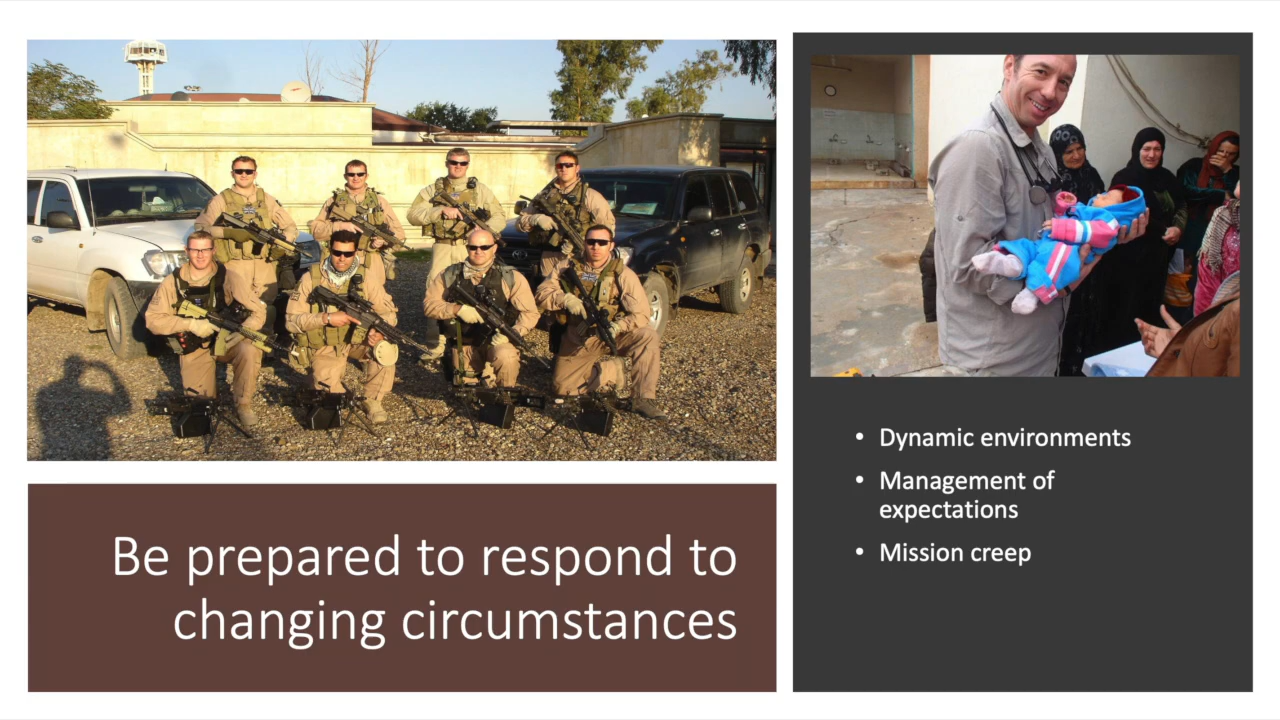 Be prepared to respond to
changing circumstances
• Dynamic environments
• Management of
expectations
• Mission creep